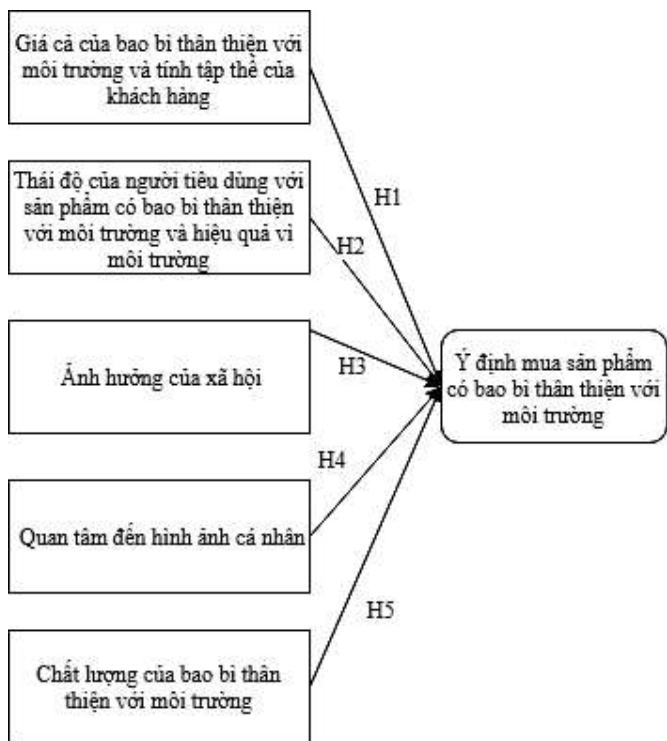 Giá cả của bao bì thân thiện với
môi trường và tính tập thể của
khách hàng
Thái độ của người tiêu dùng với
sản phẩm có bao bì thân thiện
với môi trường và hiệu quả vì
môi trường
Ảnh hưởng của xã hội
Quan tâm đến hình ảnh cá nhân
Chất lượng của bao bì thân
thiện với môi trường
H1
H2
H3
H4
H5
Ý định mua sản phẩm
có bao bì thân thiện với
môi trường